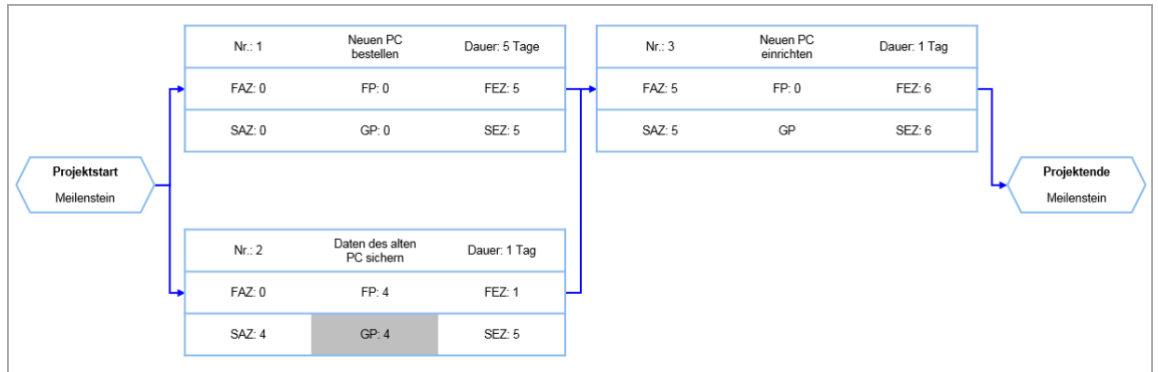 Nr.: 1
Neuen PC
bestellen
Dauer: 5 Tage
FAZ: 0
FP: 0
FEZ: 5
SAZ: 0
GP: 0
SEZ: 5
Nr.: 3
Neuen PC
einrichten
Dauer: 1 Tag
FAZ: 5
FP: 0
FEZ: 6
SAZ: 5
GP
SEZ: 6
Projektstart
Meilenstein
Projektende
Meilenstein
Nr.: 2
Daten des alten
PC sichern
Dauer: 1 Tag
FAZ: 0
FP: 4
FEZ: 1
SAZ: 4
GP: 4
SEZ: 5